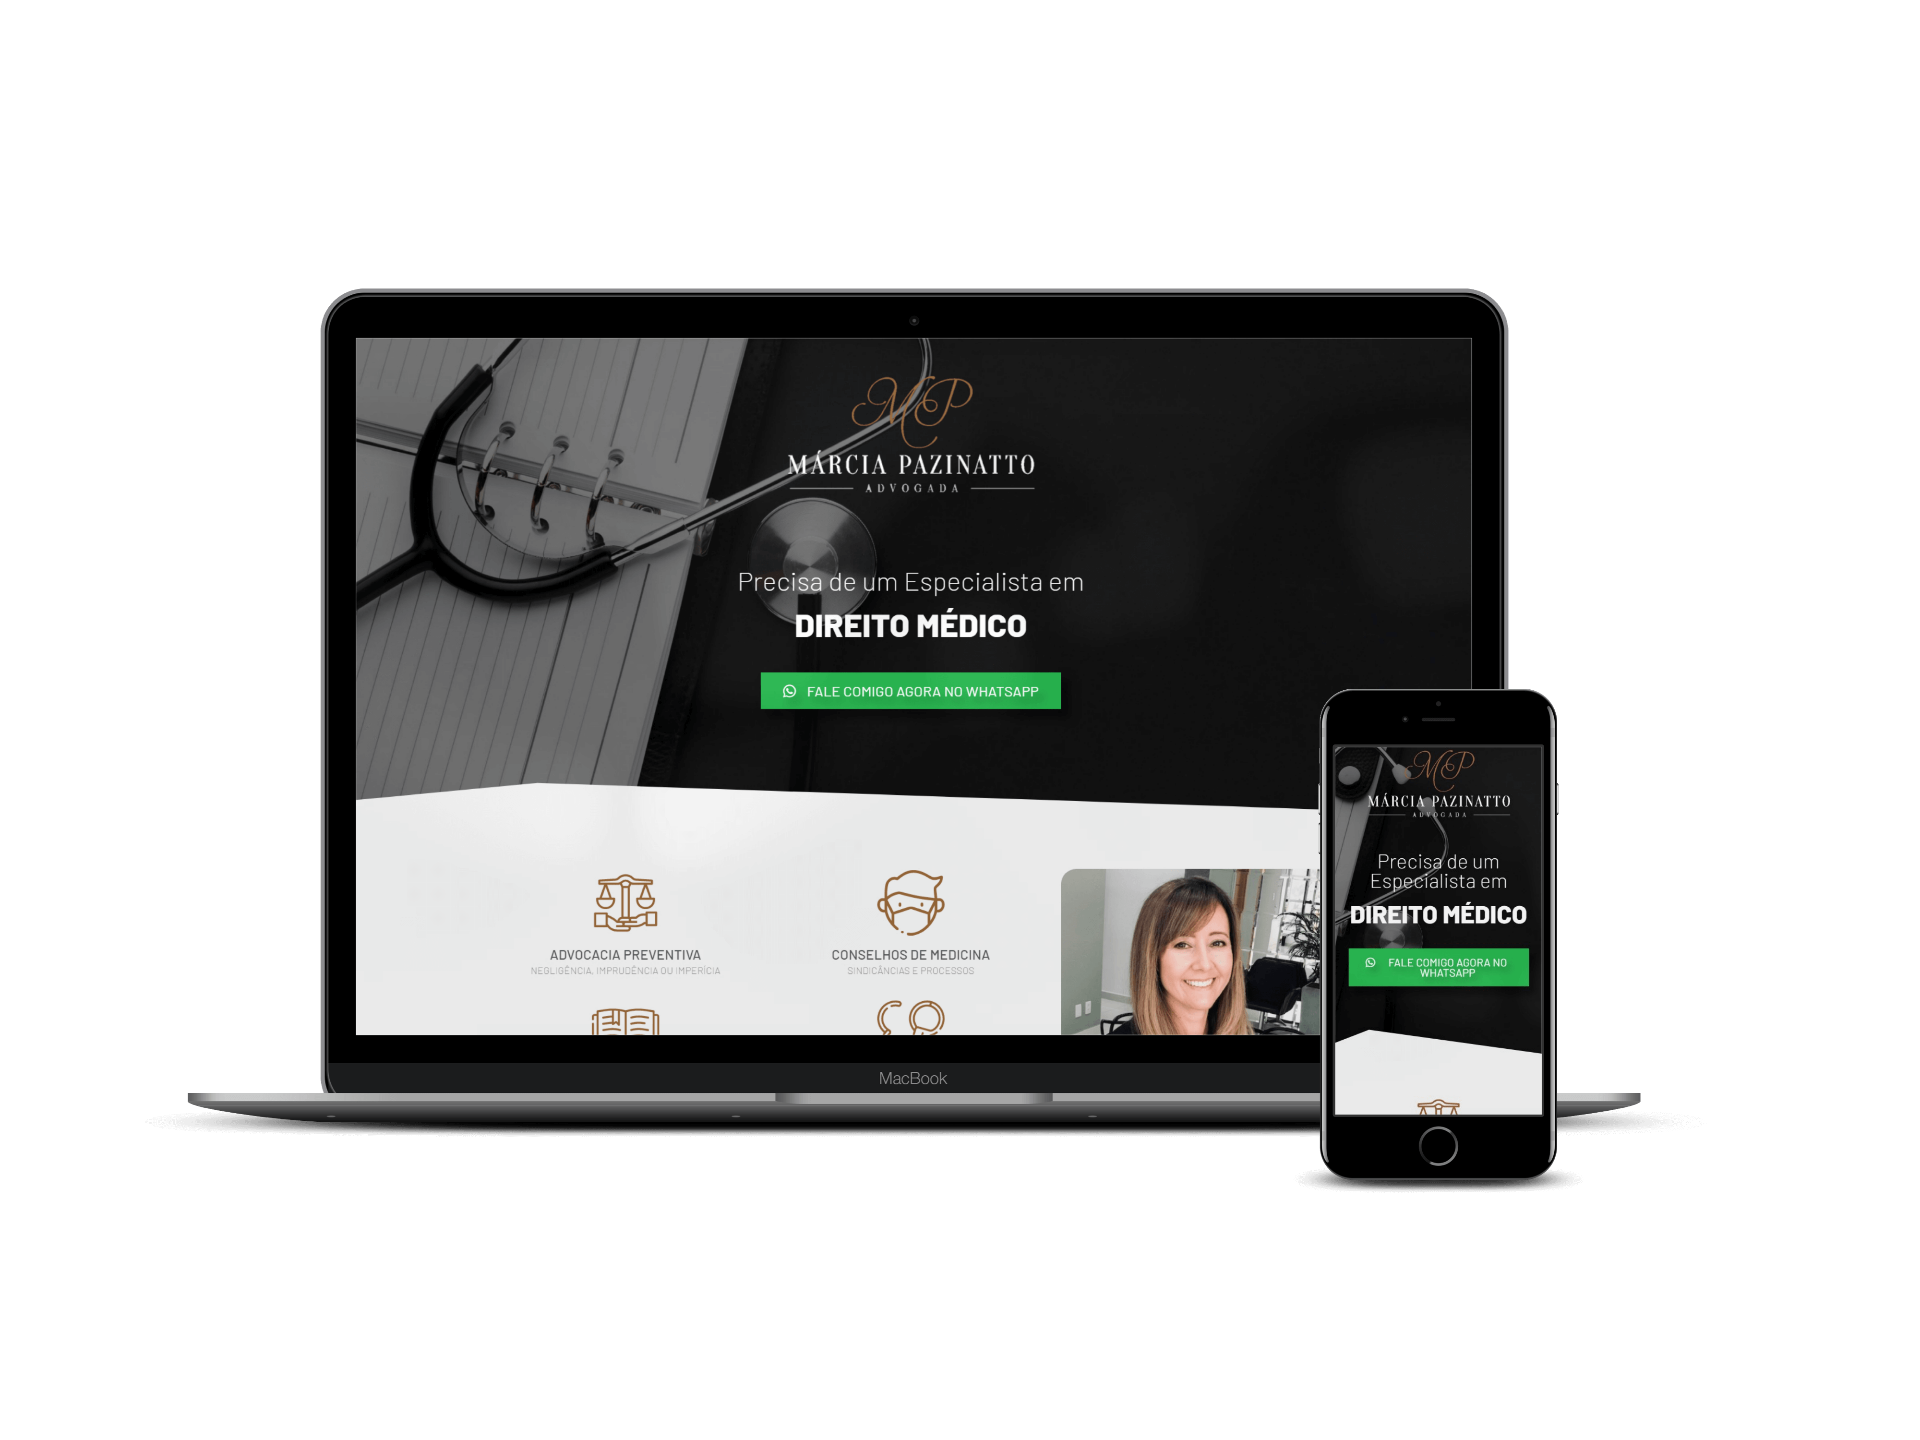 MP
MÁRCIA PAZINATTO
ADVOGADA
Precisa de um Especialista em
DIREITO MÉDICO
FALE COMIGO AGORA NO WHATSAPP
ADVOCACIA PREVENTIVA
NEGLIGÊNCIA, IMPRUDÊNCIA OU IMPERÍCIA
CONSELHOS DE MEDICINA
SINDICÂNCIAS E PROCESSOS
MacBook
MP
MÁRCIA PAZINATTO
ADVOGADA
Precisa de um
Especialista em
DIREITO MÉDICO
FALE COMIGO AGORA NO
WHATSAPP